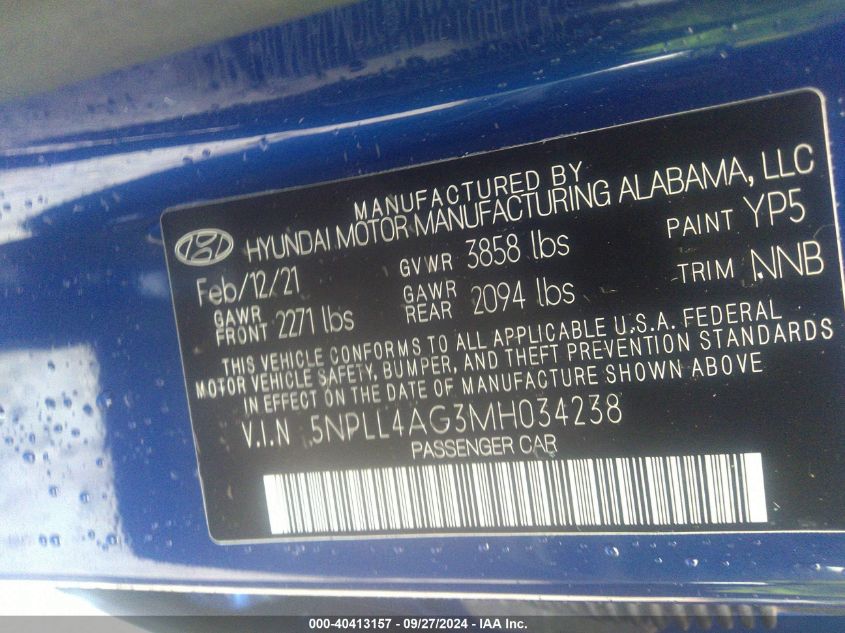 MANUFACTURED BY
HYUNDAI MOTOR MANUFACTURING ALABAMA, LLC
Feb/12/21 GVWR 3858 lbs PAINT YP5
GAWR FRONT 2271 lbs GAWR REAR 2094 lbs TRIM NNB
THIS VEHICLE CONFORMS TO ALL APPLICABLE U.S.A. FEDERAL
MOTOR VEHICLE SAFETY, BUMPER, AND THEFT PREVENTION STANDARDS
IN EFFECT ON THE DATE OF MANUFACTURE SHOWN ABOVE
V.I.N 5NPLL4AG3MH034238
PASSENGER CAR
000-40413157 - 09/27/2024 - IAA Inc.